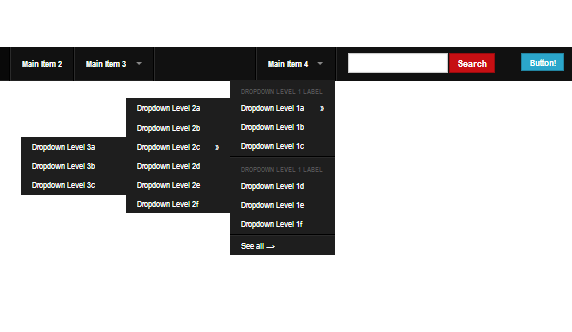 Main Item 2
Main Item 3
Main Item 4
Search
Button!
DROPDOWN LEVEL 1 LABEL
Dropdown Level 1a »
Dropdown Level 1b
Dropdown Level 1c
DROPDOWN LEVEL 1 LABEL
Dropdown Level 1d
Dropdown Level 1e
Dropdown Level 1f
See all —>
Dropdown Level 2a
Dropdown Level 2b
Dropdown Level 2c »
Dropdown Level 2d
Dropdown Level 2e
Dropdown Level 2f
Dropdown Level 3a
Dropdown Level 3b
Dropdown Level 3c